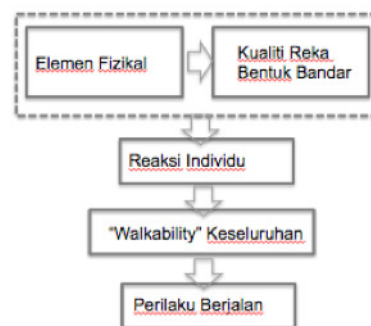 Elemen Fizikal
Kualiti Reka
Bentuk Bandar
Reaksi Individu
“Walkability” Keseluruhan
Perilaku Berjalan